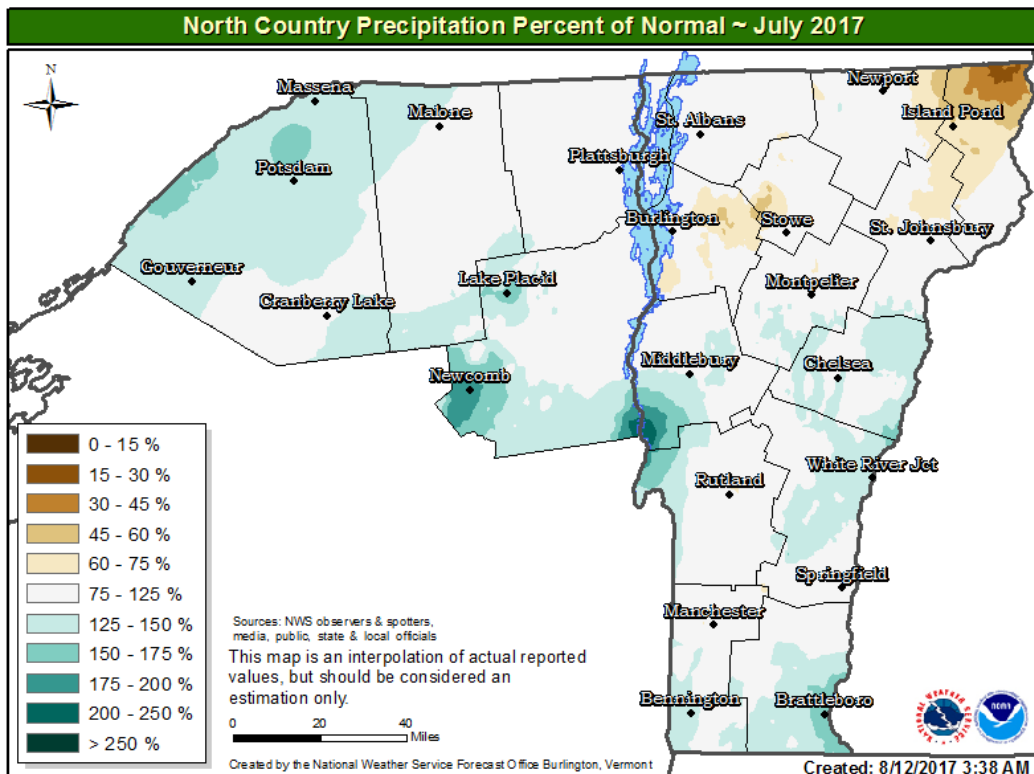 North Country Precipitation Percent of Normal ~ July 2017
N
Massena
Malone
Newport
Island Pond
St. Albans
Potsdam
Plattsburgh
Burlington
Stowe
St. Johnsbury
Gouverneur
Lake Placid
Montpelier
Cranberry Lake
Middlebury
Chelsea
Newcomb
White River Jct
Rutland
Springfield
Manchester
Bennington
Brattleboro
0 - 15 %
15 - 30 %
30 - 45 %
45 - 60 %
60 - 75 %
75 - 125 %
125 - 150 %
150 - 175 %
175 - 200 %
200 - 250 %
> 250 %
Sources: NWS observers & spotters,
media, public, state & local officials
This map is an interpolation of actual reported
values, but should be considered an
estimation only.
0 20 40
Miles
Created by the National Weather Service Forecast Office Burlington, Vermont
NATIONAL WEATHER SERVICE
noaa
Created: 8/12/2017 3:38 AM